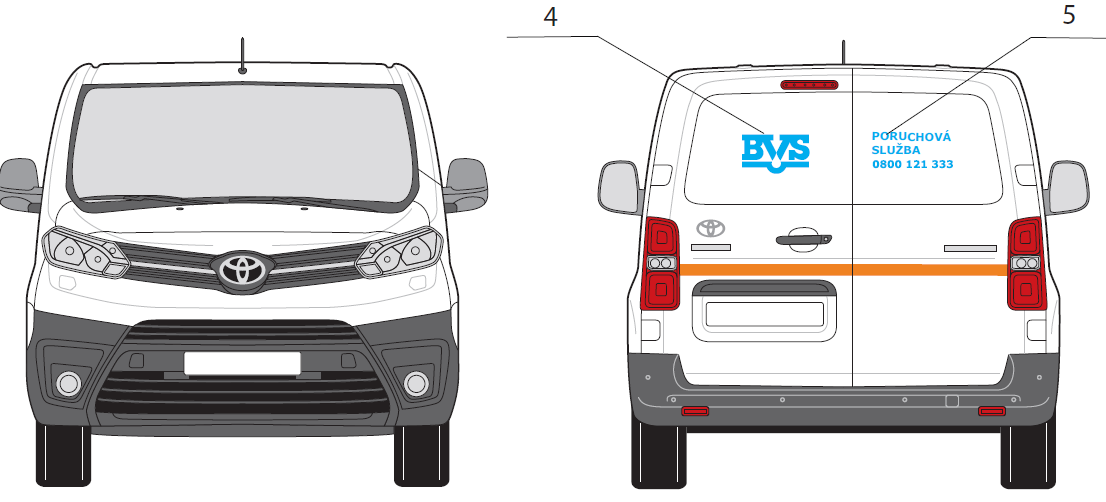 4
5
BVS
PORUCHOVÁ
SLUŽBA
0800 121 333